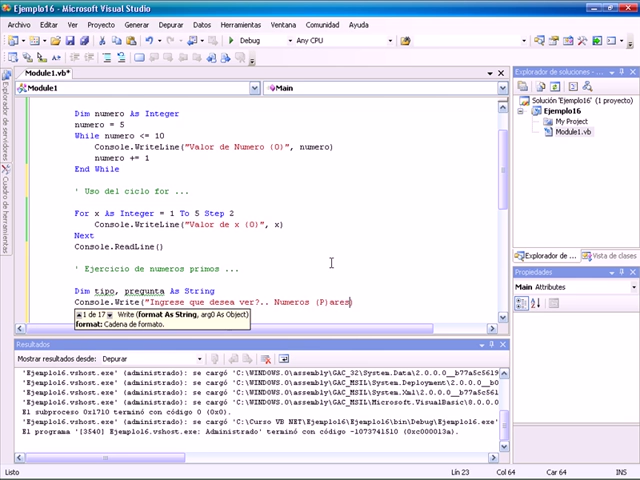 Ejemplo16 - Microsoft Visual Studio
Archivo Editar Ver Proyecto Generar Depurar Datos Herramientas Ventana Comunidad Ayuda
Debug Any CPU
Module1.vb*
Module1 Main
Dim numero As Integer
numero = 5
While numero <= 10
Console.WriteLine("Valor de Numero (0)", numero)
numero += 1
End While
' Uso del ciclo for ...
For x As Integer = 1 To 5 Step 2
Console.WriteLine("Valor de x (0)", x)
Next
Console.ReadLine()
' Ejercicio de numeros primos ...
Dim tipo, pregunta As String
Console.Write("Ingrese que desea ver?.. Numeros (P)ares)
1 de 17 Write (format As String, arg0 As Object)
format: Cadena de formato.
Explorador de servidores
Cuadro de herramientas
Explorador de soluciones - ...
Solución "Ejemplo16" (1 proyecto)
Ejemplo16
My Project
Module1.vb
Explorador de... Vista de clases
Propiedades
Main Atributos
Resultados
Mostrar resultados desde: Depurar
'Ejemplo16.vshost.exe' (administrado): se cargó 'C:\WINDOWS.0\assembly\GAC_32\System.Data\2.0.0.0__b77a5c561
'Ejemplo16.vshost.exe' (administrado): se cargó 'C:\WINDOWS.0\assembly\GAC_MSIL\System.Deployment\2.0.0.0__b
'Ejemplo16.vshost.exe' (administrado): se cargó 'C:\WINDOWS.0\assembly\GAC_MSIL\System.Xml\2.0.0.0__b77a5c56
'Ejemplo16.vshost.exe' (administrado): se cargó 'C:\WINDOWS.0\assembly\GAC_MSIL\Microsoft.VisualBasic\8.0.0.
El subproceso 0x1710 terminó con código 0 (0x0).
'Ejemplo16.vshost.exe' (administrado): se cargó 'C:\Curso VB NET\Ejemplo16\Ejemplo16\bin\Debug\Ejemplo16.exe'
El programa '[3540] Ejemplo16.vshost.exe: Administrado' terminó con código -1073741510 (0xc000013a).
Listo Lín 23 Col 64 Car 64 INS